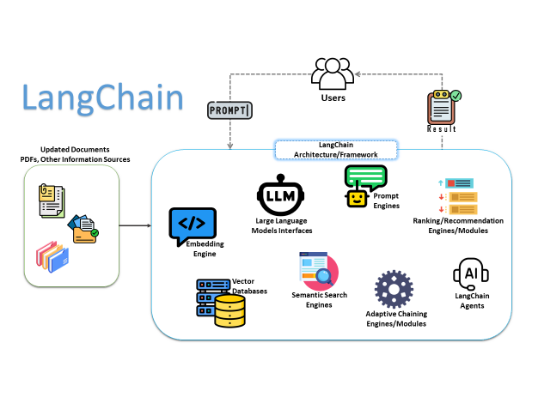 LangChain
Users
PROMPT
Result
Updated Documents
PDFs, Other Information Sources
LangChain
Architecture/Framework
LLM
Large Language
Models Interfaces
Prompt
Engines
Ranking/Recommendation
Engines/Modules
</>
Embedding
Engine
Vector
Databases
Semantic Search
Engines
Adaptive Chaining
Engines/Modules
AI
LangChain
Agents